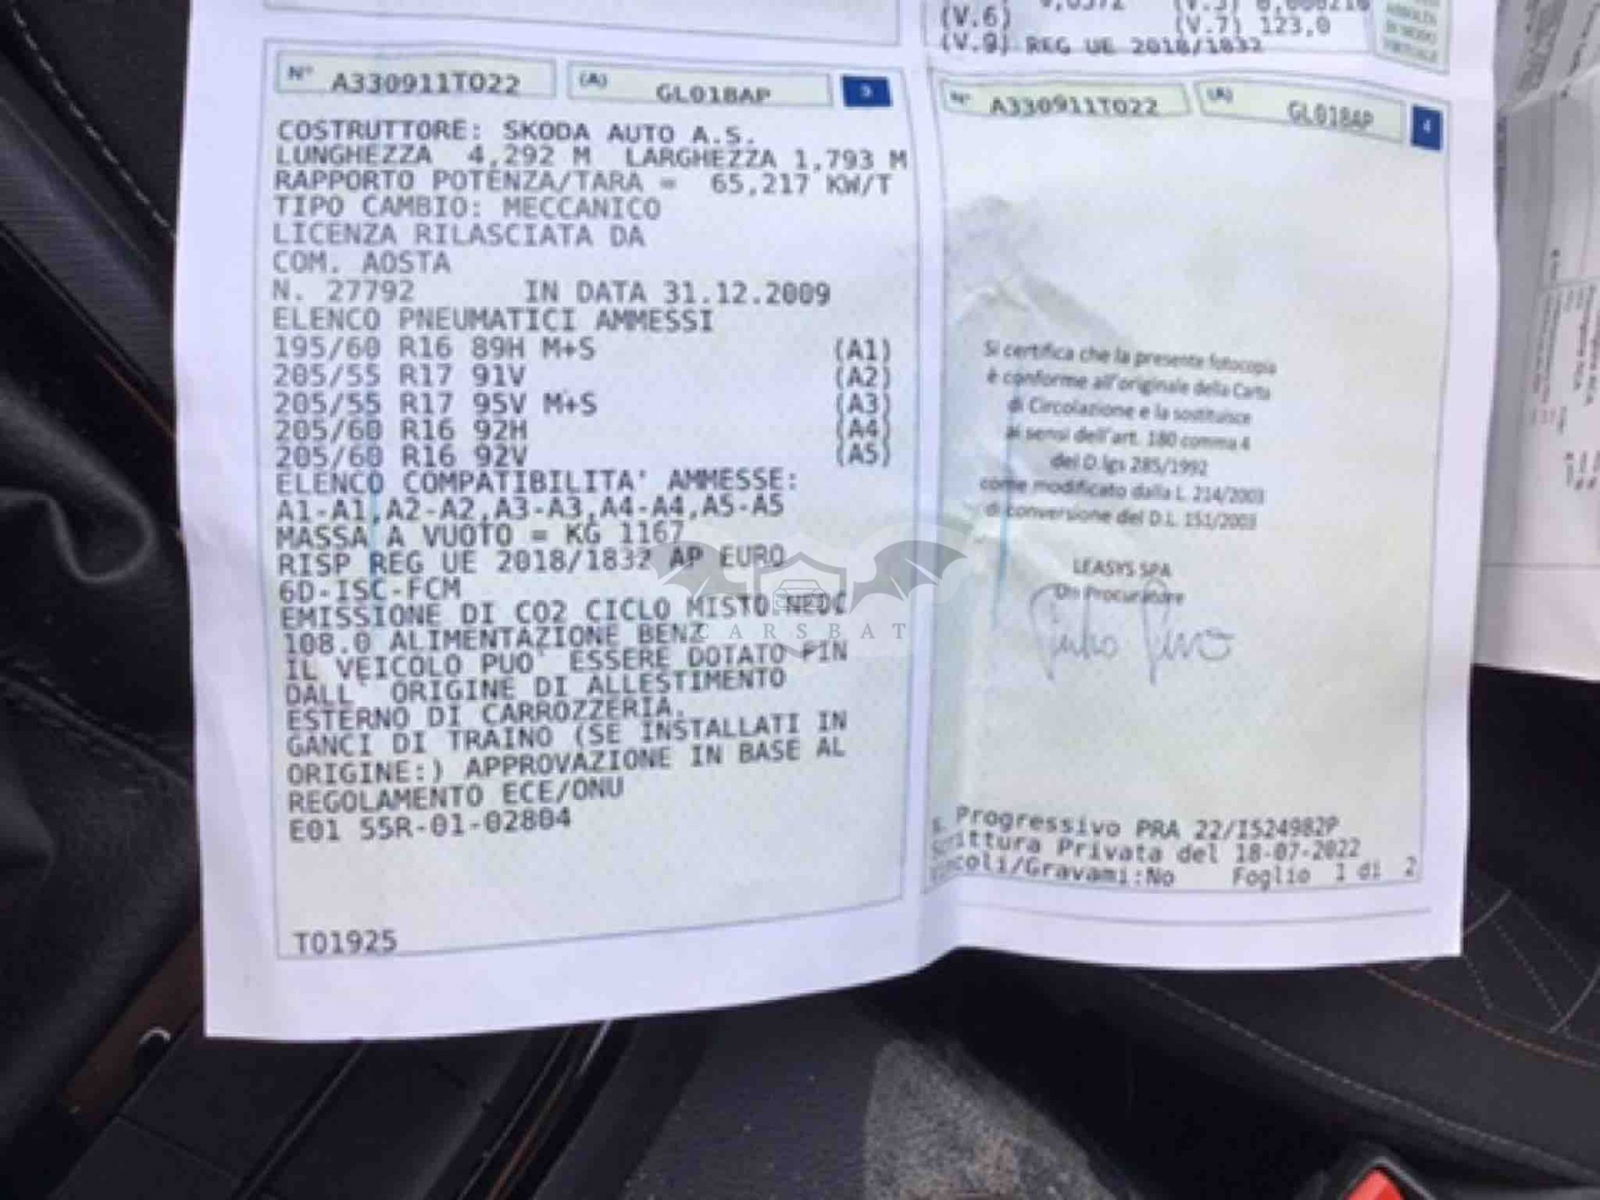 (V.6)
(V.7) 123,0
(V.9) REG UE 2018/1832
N° A330911TO22 (A) GL018AP 3
COSTRUTTORE: SKODA AUTO A.S.
LUNGHEZZA 4,292 M LARGHEZZA 1,793 M
RAPPORTO POTENZA/TARA = 65,217 KW/T
TIPO CAMBIO: MECCANICO
LICENZA RILASCIATA DA
COM. AOSTA
N. 27792 IN DATA 31.12.2009
ELENCO PNEUMATICI AMMESSI
195/60 R16 89H M+S (A1)
205/55 R17 91V (A2)
205/55 R17 95V M+S (A3)
205/60 R16 92H (A4)
205/60 R16 92V (A5)
ELENCO COMPATIBILITA' AMMESSE:
A1-A1,A2-A2,A3-A3,A4-A4,A5-A5
MASSA A VUOTO = KG 1167
RISP REG UE 2018/1832 AP EURO
6D-ISC-FCM
EMISSIONE DI CO2 CICLO MISTO NEDC
108.0 ALIMENTAZIONE BENZ
IL VEICOLO PUO' ESSERE DOTATO FIN
DALL' ORIGINE DI ALLESTIMENTO
ESTERNO DI CARROZZERIA.
GANCI DI TRAINO (SE INSTALLATI IN
ORIGINE:) APPROVAZIONE IN BASE AL
REGOLAMENTO ECE/ONU
E01 55R-01-02804
TO1925
N° A330911TO22 (A) GL018AP 4
Si certifica che la presente fotocopia
è conforme all'originale della Carta
di Circolazione e la sostituisce
ai sensi dell'art. 180 comma 4
del D.lgs 285/1992
come modificato dalla L. 214/2003
di conversione del D.L. 151/2003
LEASYS SPA
Un Procuratore
Progressivo PRA 22/I524982P
Scrittura Privata del 18-07-2022
Vincoli/Gravami:No Foglio 1 di 2
CARSBAT